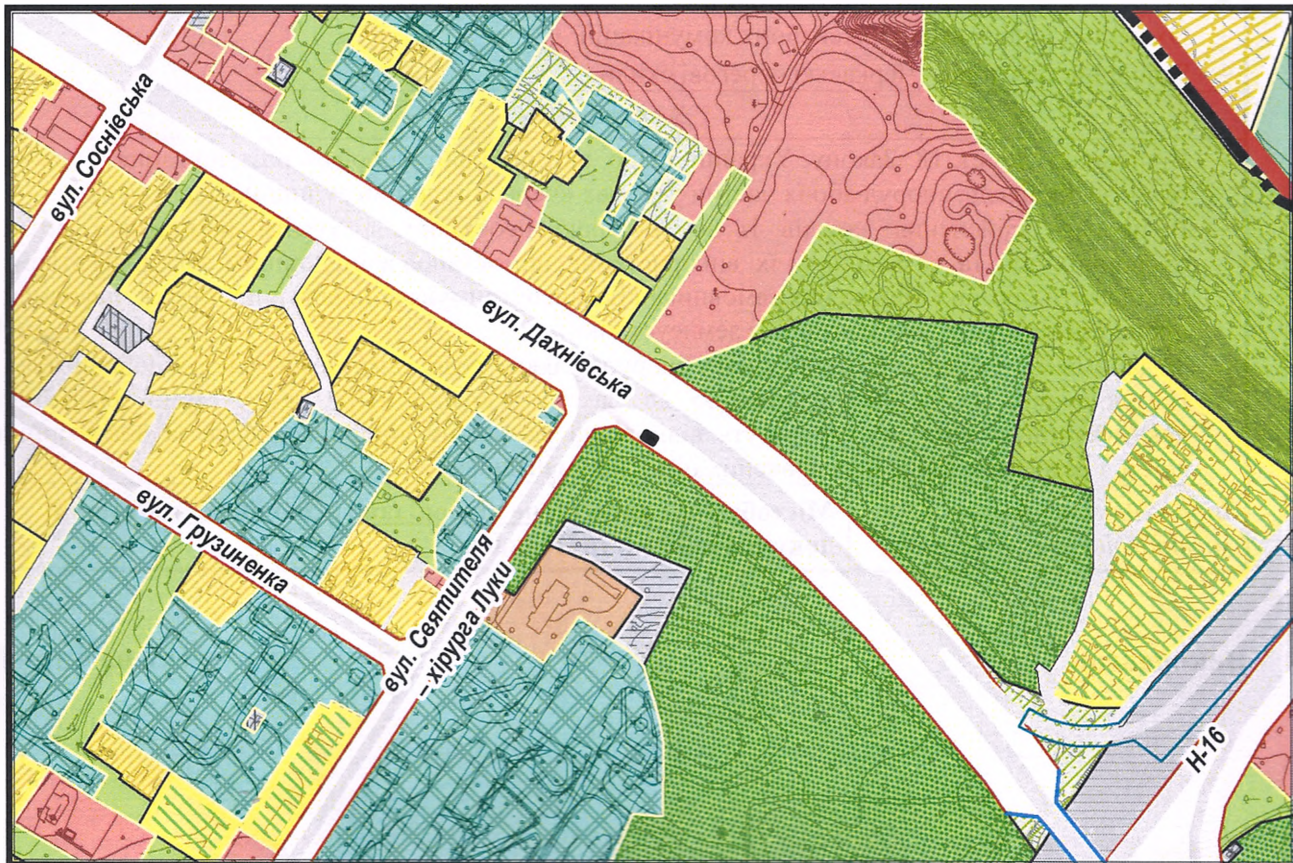 вул. Соснівська
вул. Дахнівська
вул. Грузиненка
вул. Святителя
– хірурга Луки
Н-16